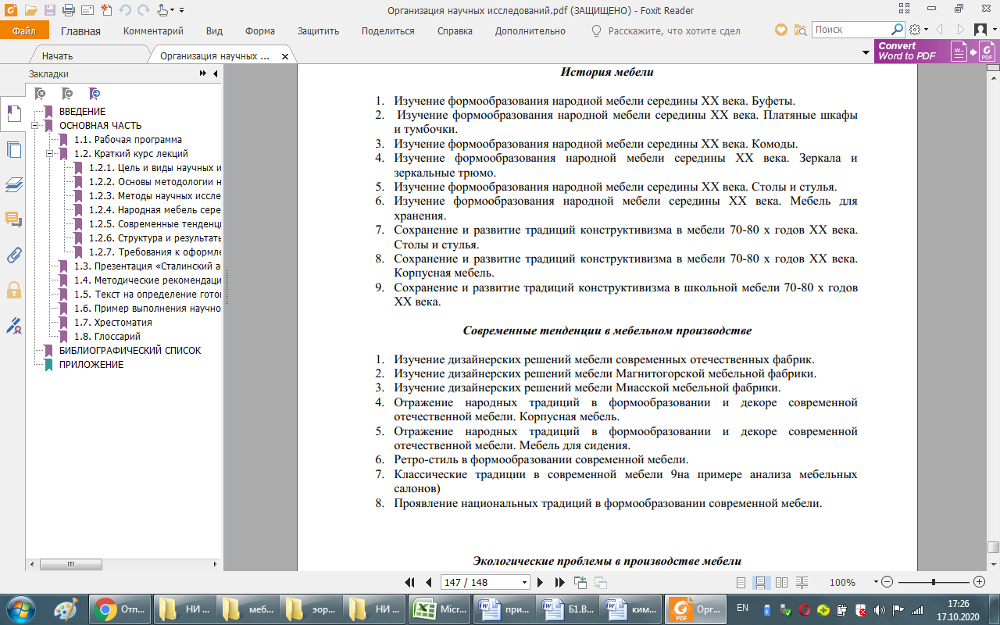 Организация научных исследований.pdf (ЗАЩИЩЕНО) - Foxit Reader
Файл Главная Комментарий Вид Форма Защитить Поделиться Справка Дополнительно Расскажите, что хотите сдел Поиск
Начать
Организация научных ...
Convert
Word to PDF
Закладки
ВВЕДЕНИЕ
ОСНОВНАЯ ЧАСТЬ
1.1. Рабочая программа
1.2. Краткий курс лекций
1.2.1. Цель и виды научных и
1.2.2. Основы методологии н
1.2.3. Методы научных иссле
1.2.4. Народная мебель сере
1.2.5. Современные тенденц
1.2.6. Структура и результать
1.2.7. Требования к оформле
1.3. Презентация «Сталинский а
1.4. Методические рекомендаци
1.5. Текст на определение гото
1.6. Пример выполнения научно
1.7. Хрестоматия
1.8. Глоссарий
БИБЛИОГРАФИЧЕСКИЙ СПИСОК
ПРИЛОЖЕНИЕ
История мебели
1. Изучение формообразования народной мебели середины XX века. Буфеты.
2. Изучение формообразования народной мебели середины XX века. Платяные шкафы
и тумбочки.
3. Изучение формообразования народной мебели середины XX века. Комоды.
4. Изучение формообразования народной мебели середины XX века. Зеркала и
зеркальные трюмо.
5. Изучение формообразования народной мебели середины XX века. Столы и стулья.
6. Изучение формообразования народной мебели середины XX века. Мебель для
хранения.
7. Сохранение и развитие традиций конструктивизма в мебели 70-80 х годов XX века.
Столы и стулья.
8. Сохранение и развитие традиций конструктивизма в мебели 70-80 х годов XX века.
Корпусная мебель.
9. Сохранение и развитие традиций конструктивизма в школьной мебели 70-80 х годов
XX века.
Современные тенденции в мебельном производстве
1. Изучение дизайнерских решений мебели современных отечественных фабрик.
2. Изучение дизайнерских решений мебели Магнитогорской мебельной фабрики.
3. Изучение дизайнерских решений мебели Миасской мебельной фабрики.
4. Отражение народных традиций в формообразовании и декоре современной
отечественной мебели. Корпусная мебель.
5. Отражение народных традиций в формообразовании и декоре современной
отечественной мебели. Мебель для сидения.
6. Ретро-стиль в формообразовании современной мебели.
7. Классические традиции в современной мебели 9на примере анализа мебельных
салонов)
8. Проявление национальных традиций в формообразовании современной мебели.
Экологические проблемы в производстве мебели
147 / 148
100%
Отп... НИ ... меб... эор... НИ ... Micr... при... Б1.В... ким... Орг...
EN
17:26
17.10.2020